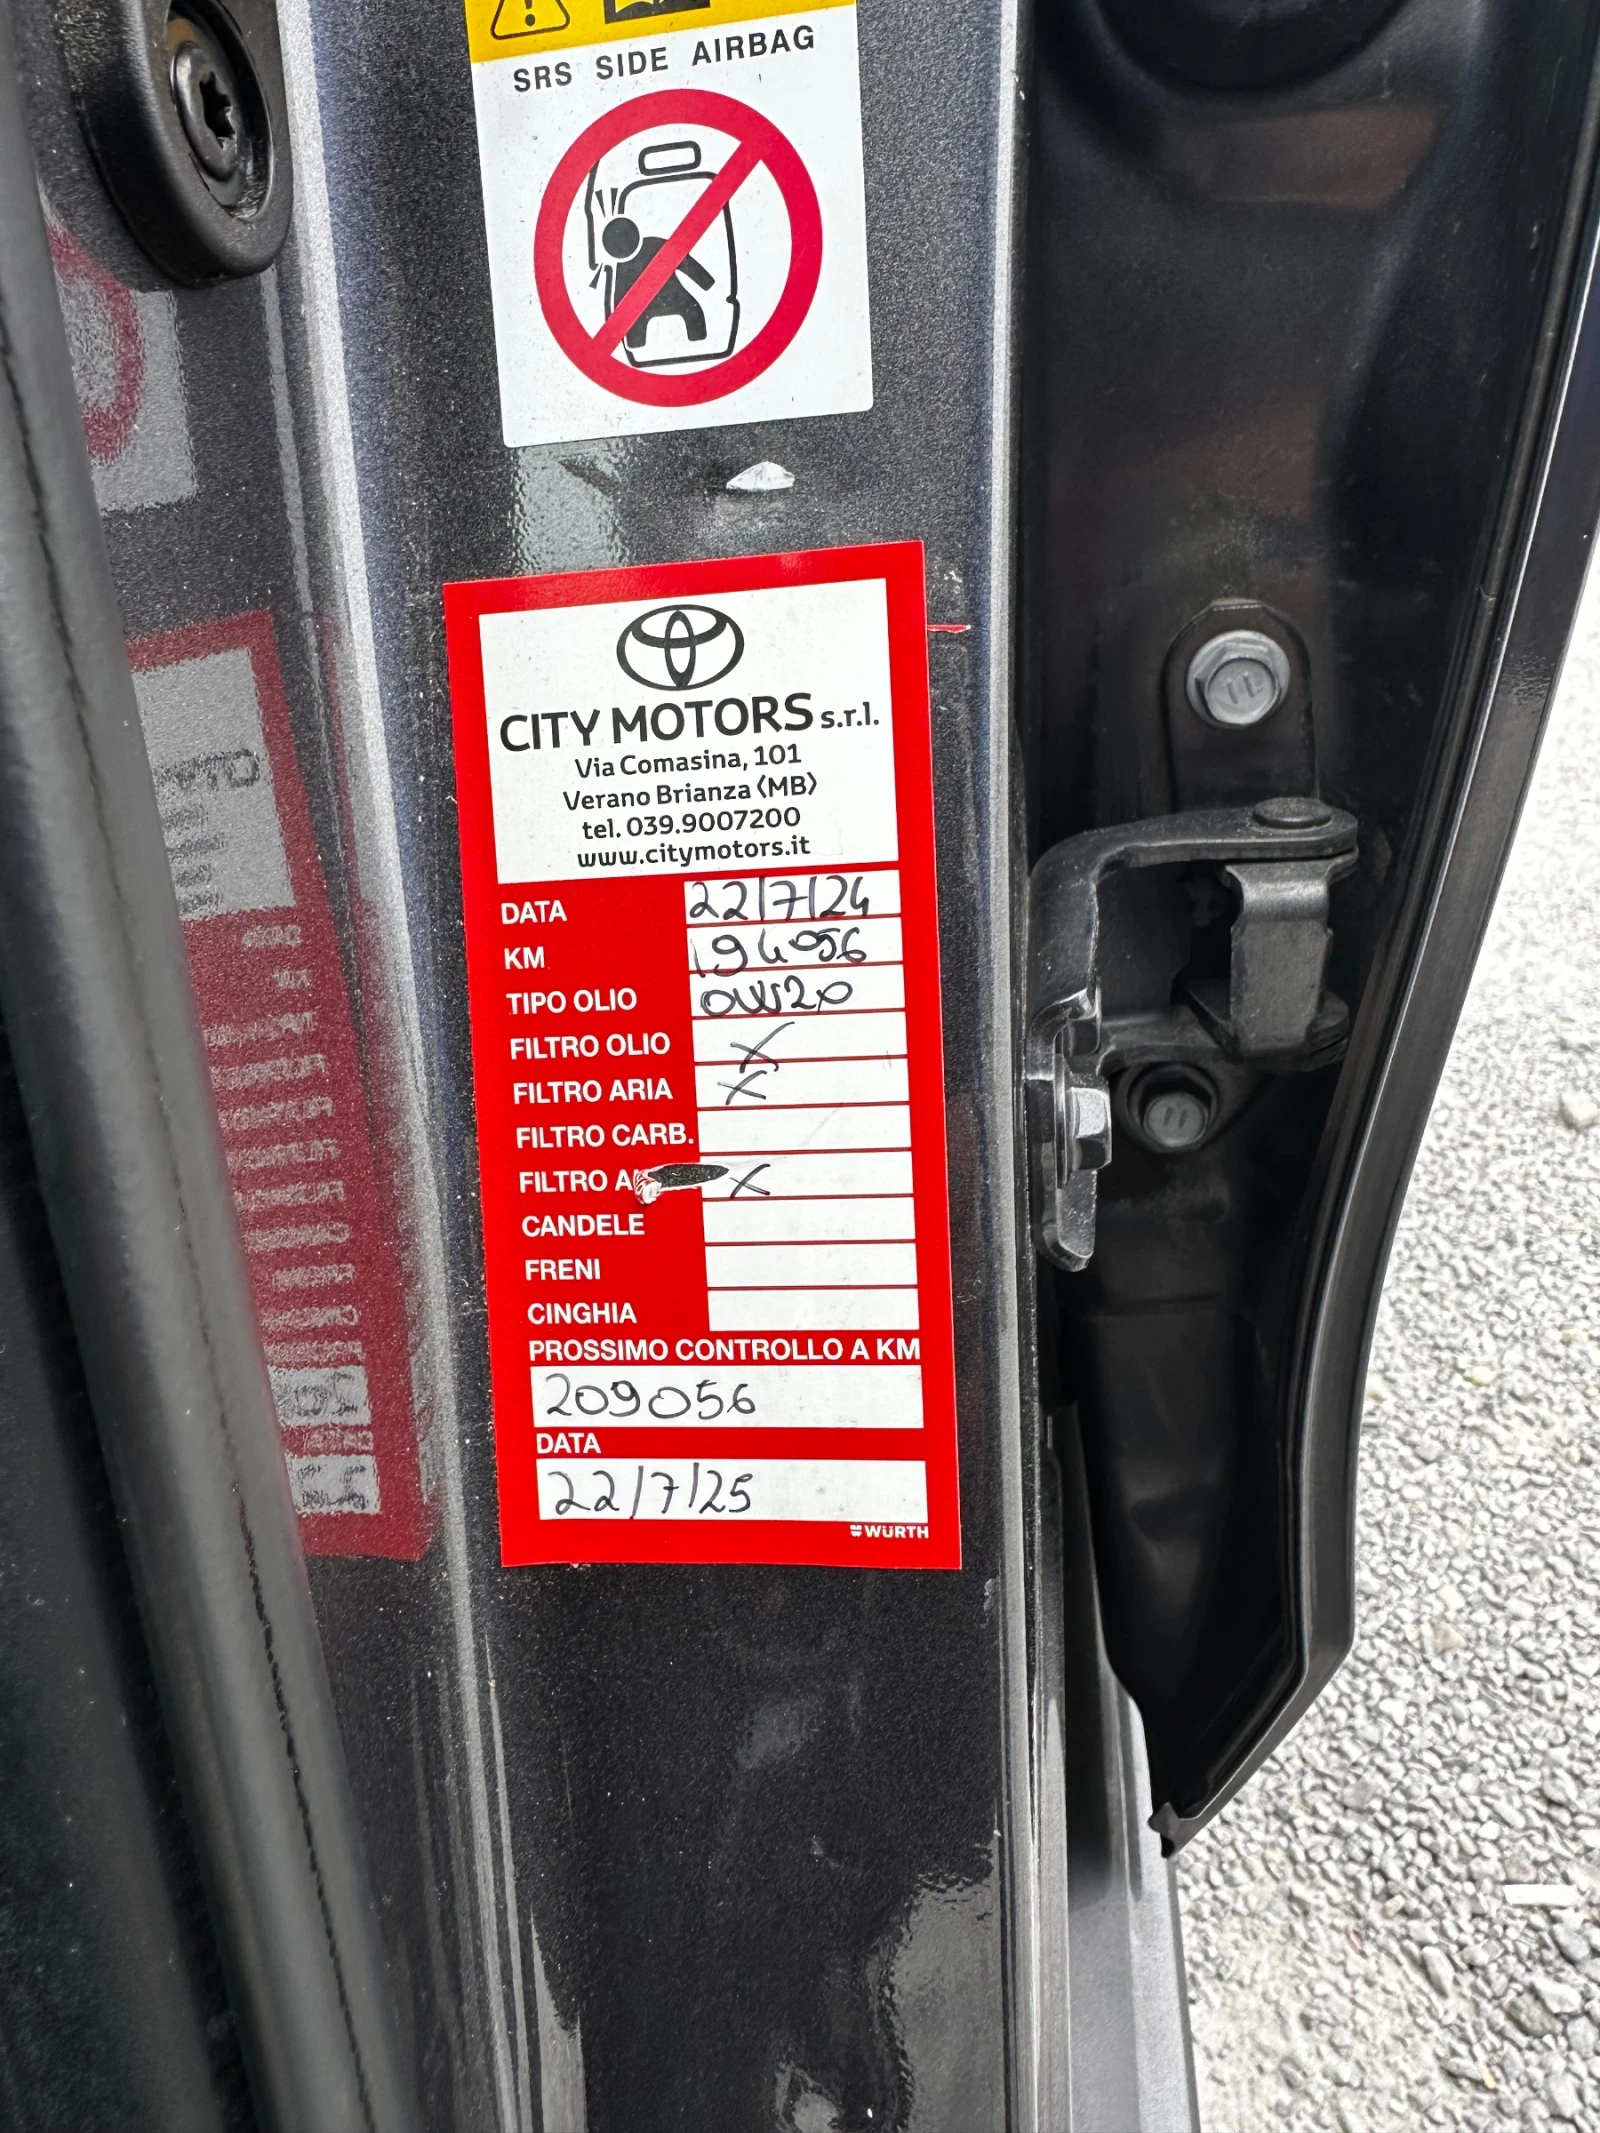 SRS SIDE AIRBAG
CITY MOTORS s.r.l.
Via Comasina, 101
Verano Brianza (MB)
tel. 039.9007200
www.citymotors.it
DATA 22/7/24
KM 194056
TIPO OLIO 0W20
FILTRO OLIO X
FILTRO ARIA X
FILTRO CARB.
FILTRO A X
CANDELE
FRENI
CINGHIA
PROSSIMO CONTROLLO A KM
209056
DATA
22/7/25
WÜRTH